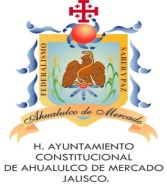 FEDERALISMO
SABER Y PAZ
Ahualulco de Mercado
H. AYUNTAMIENTO
CONSTITUCIONAL
DE AHUALULCO DE MERCADO
JALISCO.